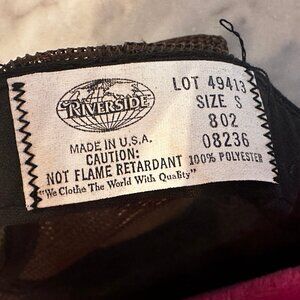 RIVERSIDE
LOT 49413
SIZE S
802
MADE IN U.S.A.
08236
CAUTION:
NOT FLAME RETARDANT 100% POLYESTER
"We Clothe The World With Quality"